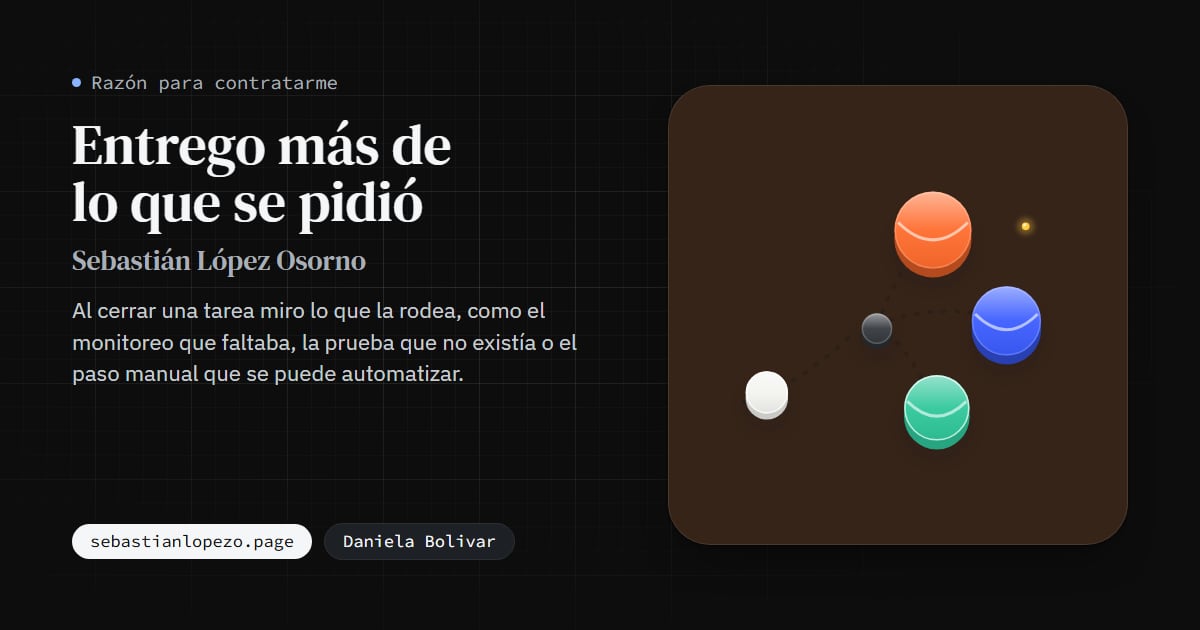 Razón para contratarme
Entrego más de
lo que se pidió
Sebastián López Osorno
Al cerrar una tarea miro lo que la rodea, como el
monitoreo que faltaba, la prueba que no existía o el
paso manual que se puede automatizar.
sebastianlopezo.page
Daniela Bolivar